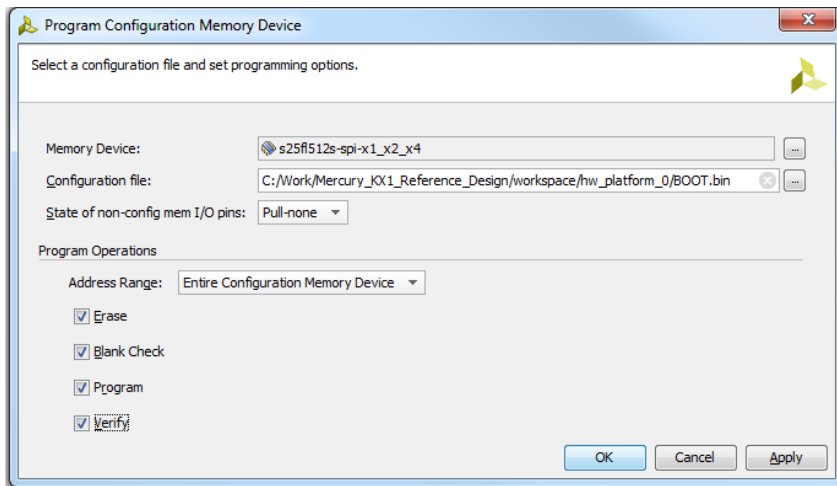 Program Configuration Memory Device
Select a configuration file and set programming options.
Memory Device: s25fl512s-spi-x1_x2_x4 ...
Configuration file: C:/Work/Mercury_KX1_Reference_Design/workspace/hw_platform_0/BOOT.bin ...
State of non-config mem I/O pins: Pull-none
Program Operations
Address Range: Entire Configuration Memory Device
Erase
Blank Check
Program
Verify
OK Cancel Apply